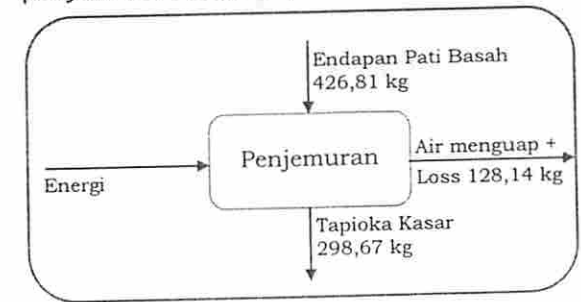 Endapan Pati Basah
426,81 kg
Penjemuran
Air menguap +
Loss 128,14 kg
Energi
Tapioka Kasar
298,67 kg